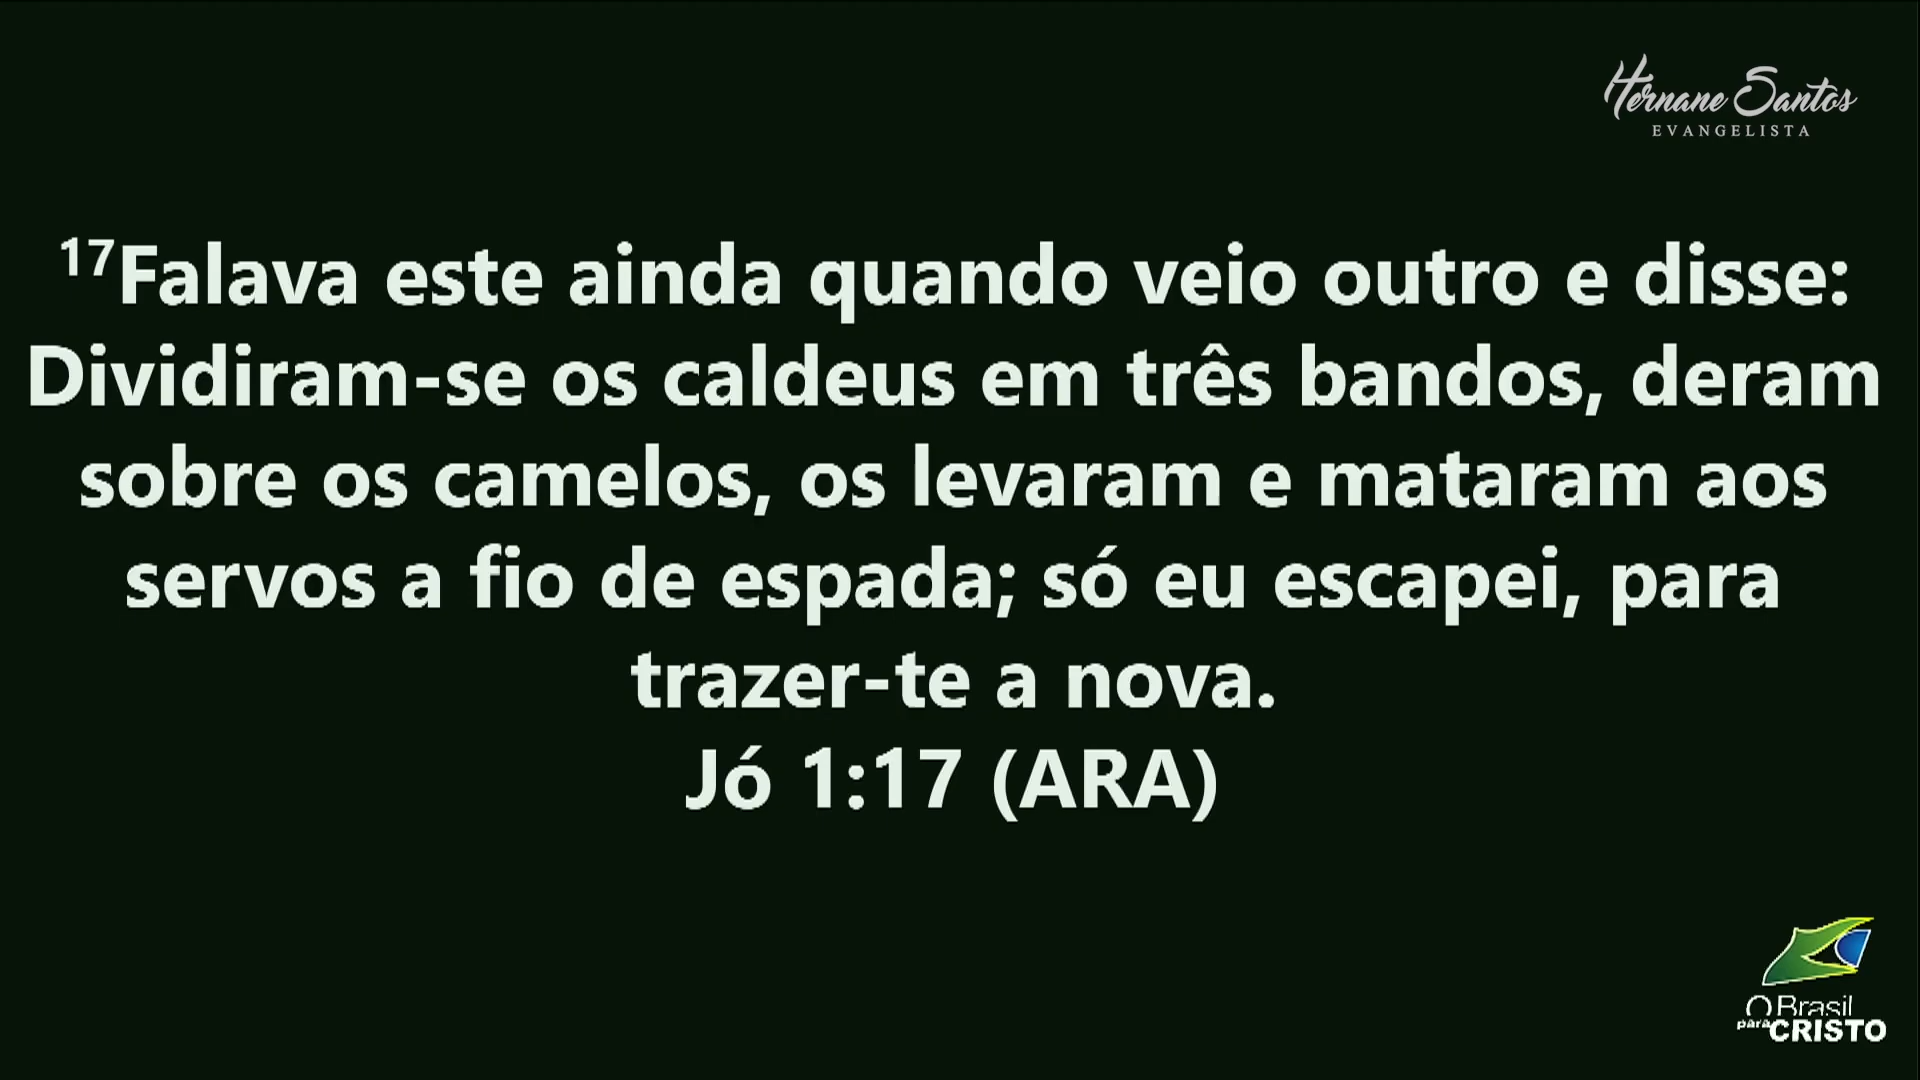 Hernane Santos
EVANGELISTA
17Falava este ainda quando veio outro e disse:
Dividiram-se os caldeus em três bandos, deram
sobre os camelos, os levaram e mataram aos
servos a fio de espada; só eu escapei, para
trazer-te a nova.
Jó 1:17 (ARA)
O Brasil
para CRISTO